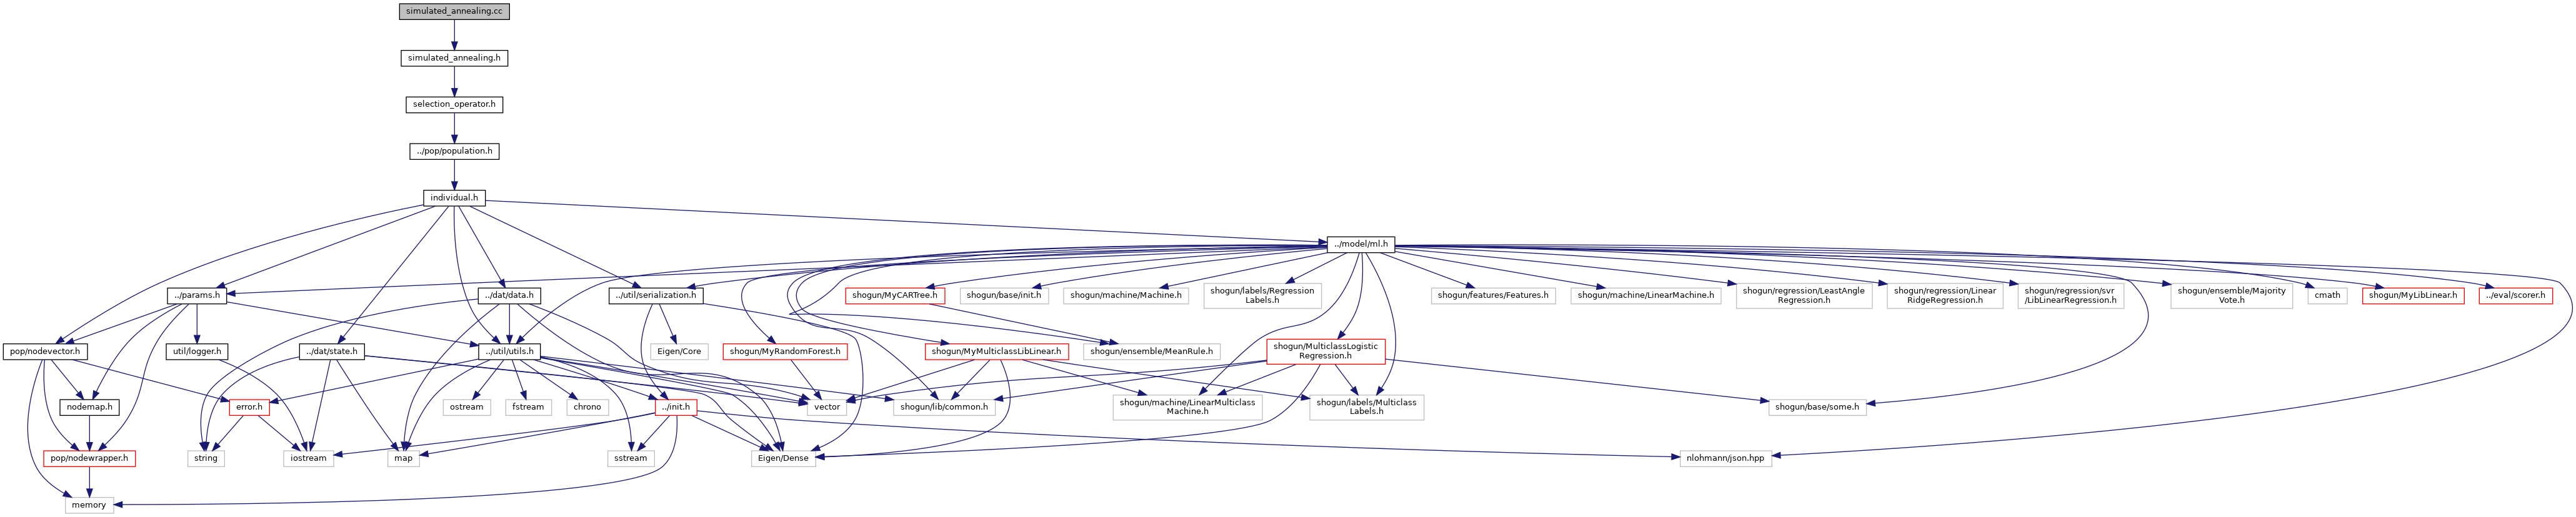 simulated_annealing.cc
simulated_annealing.h
selection_operator.h
../pop/population.h
individual.h
../model/ml.h
../params.h
../dat/data.h
../util/serialization.h
shogun/MyCARTree.h
shogun/base/init.h
shogun/machine/Machine.h
shogun/labels/Regression
Labels.h
shogun/features/Features.h
shogun/machine/LinearMachine.h
shogun/regression/LeastAngle
Regression.h
shogun/regression/Linear
RidgeRegression.h
shogun/regression/svr
/LibLinearRegression.h
shogun/ensemble/Majority
Vote.h
cmath
shogun/MyLibLinear.h
../eval/scorer.h
pop/nodevector.h
util/logger.h
../dat/state.h
../util/utils.h
Eigen/Core
shogun/MyRandomForest.h
shogun/MyMulticlassLibLinear.h
shogun/ensemble/MeanRule.h
shogun/MulticlassLogistic
Regression.h
nodemap.h
error.h
ostream
fstream
chrono
../init.h
vector
shogun/lib/common.h
shogun/machine/LinearMulticlass
Machine.h
shogun/labels/Multiclass
Labels.h
shogun/base/some.h
pop/nodewrapper.h
string
iostream
map
sstream
Eigen/Dense
nlohmann/json.hpp
memory